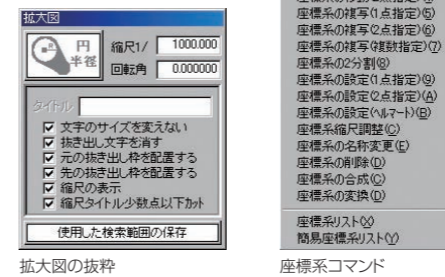 拡大図
円
半径
縮尺1/ 1000.000
回転角 0.000000
タイトル
文字のサイズを変えない
抜き出し文字を消す
元の抜き出し枠を配置する
先の抜き出し枠を配置する
縮尺の表示
縮尺タイトル少数点以下カット
使用した検索範囲の保存
拡大図の抜粋
座標系の複写(1点指定)(5)
座標系の複写(2点指定)(6)
座標系の複写(複数指定)(7)
座標系の2分割(8)
座標系の設定(1点指定)(9)
座標系の設定(2点指定)(A)
座標系の設定(ヘルマート)(B)
座標系縮尺調整(C)
座標系の名称変更(E)
座標系の削除(D)
座標系の合成(C)
座標系の変換(D)
座標系リスト(X)
簡易座標系リスト(Y)
座標系コマンド